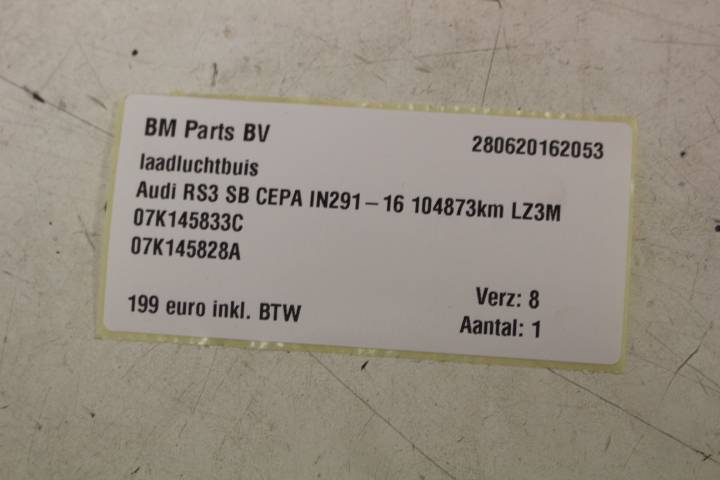 BM Parts BV
280620162053
laadluchtbuis
Audi RS3 SB CEPA IN291-16 104873km LZ3M
07K145833C
07K145828A
Verz: 8
199 euro inkl. BTW
Aantal: 1